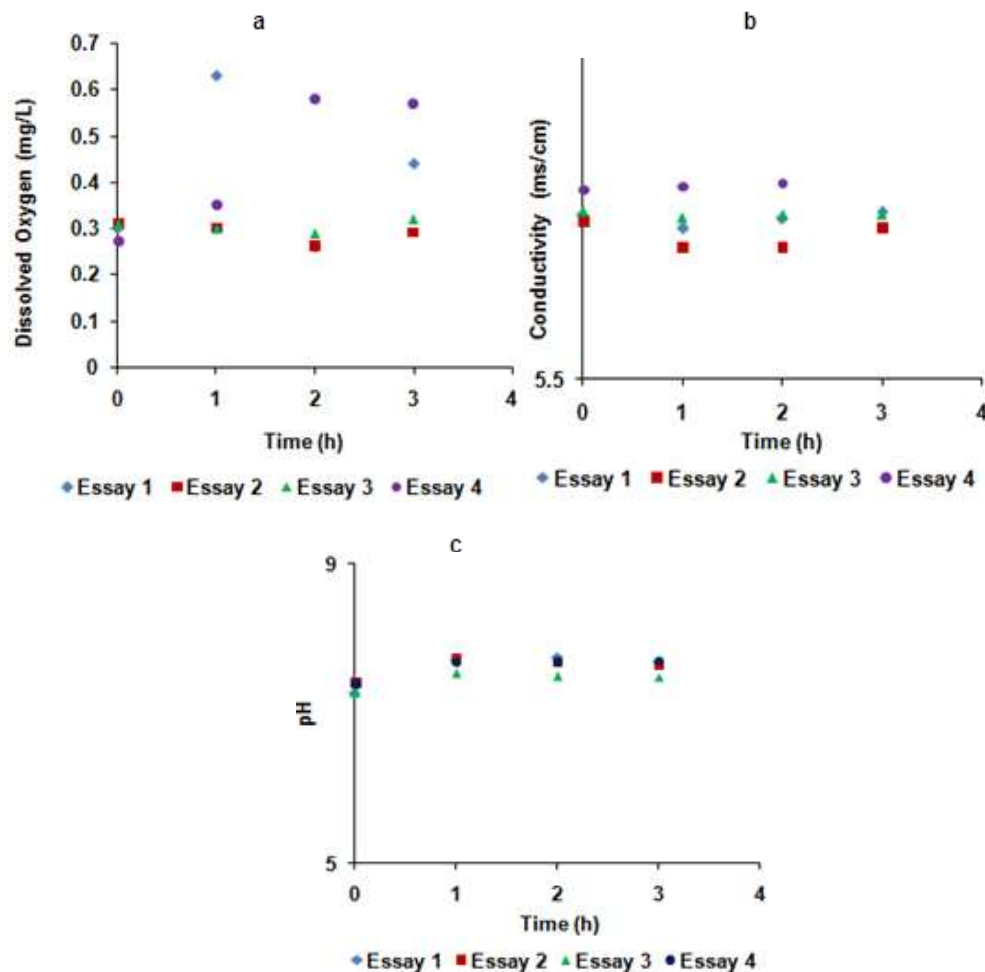 a
0.7
0.6
0.5
0.4
0.3
0.2
0.1
0
0 1 2 3 4
Dissolved Oxygen (mg/L)
Time (h)
Essay 1 Essay 2 Essay 3 Essay 4
b
5.5
0 1 2 3 4
Conductivity (ms/cm)
Time (h)
Essay 1 Essay 2 Essay 3 Essay 4
c
9
5
0 1 2 3 4
pH
Time (h)
Essay 1 Essay 2 Essay 3 Essay 4